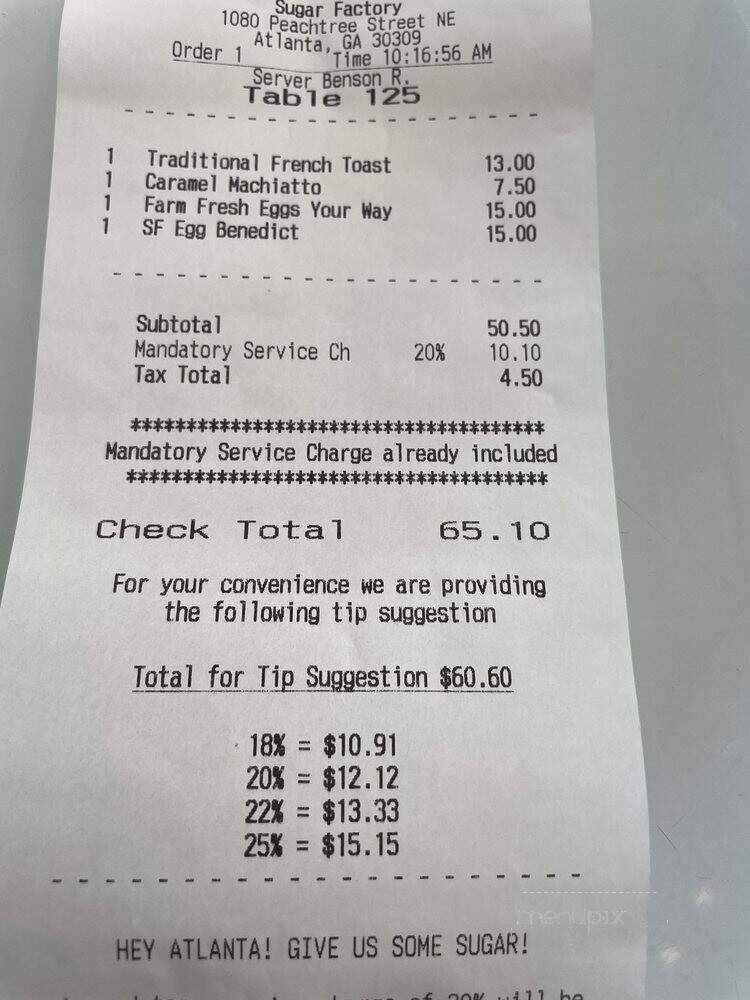 Sugar Factory
1080 Peachtree Street NE
Atlanta, GA 30309
Order 1 Time 10:16:56 AM
Server Benson R.
Table 125
1 Traditional French Toast 13.00
1 Caramel Machiatto 7.50
1 Farm Fresh Eggs Your Way 15.00
1 SF Egg Benedict 15.00
Subtotal 50.50
Mandatory Service Ch 20% 10.10
Tax Total 4.50
**************************************
Mandatory Service Charge already included
**************************************
Check Total 65.10
For your convenience we are providing
the following tip suggestion
Total for Tip Suggestion $60.60
18% = $10.91
20% = $12.12
22% = $13.33
25% = $15.15
menupix
HEY ATLANTA! GIVE US SOME SUGAR!
of 20% will be